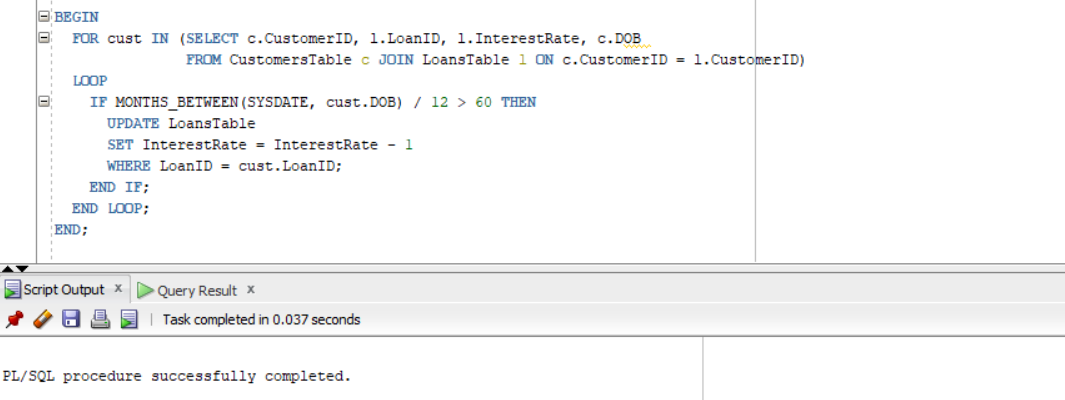 BEGIN
FOR cust IN (SELECT c.CustomerID, l.LoanID, l.InterestRate, c.DOB
FROM CustomersTable c JOIN LoansTable l ON c.CustomerID = l.CustomerID)
LOOP
IF MONTHS_BETWEEN(SYSDATE, cust.DOB) / 12 > 60 THEN
UPDATE LoansTable
SET InterestRate = InterestRate - 1
WHERE LoanID = cust.LoanID;
END IF;
END LOOP;
END;
Script Output x Query Result x
Task completed in 0.037 seconds
PL/SQL procedure successfully completed.